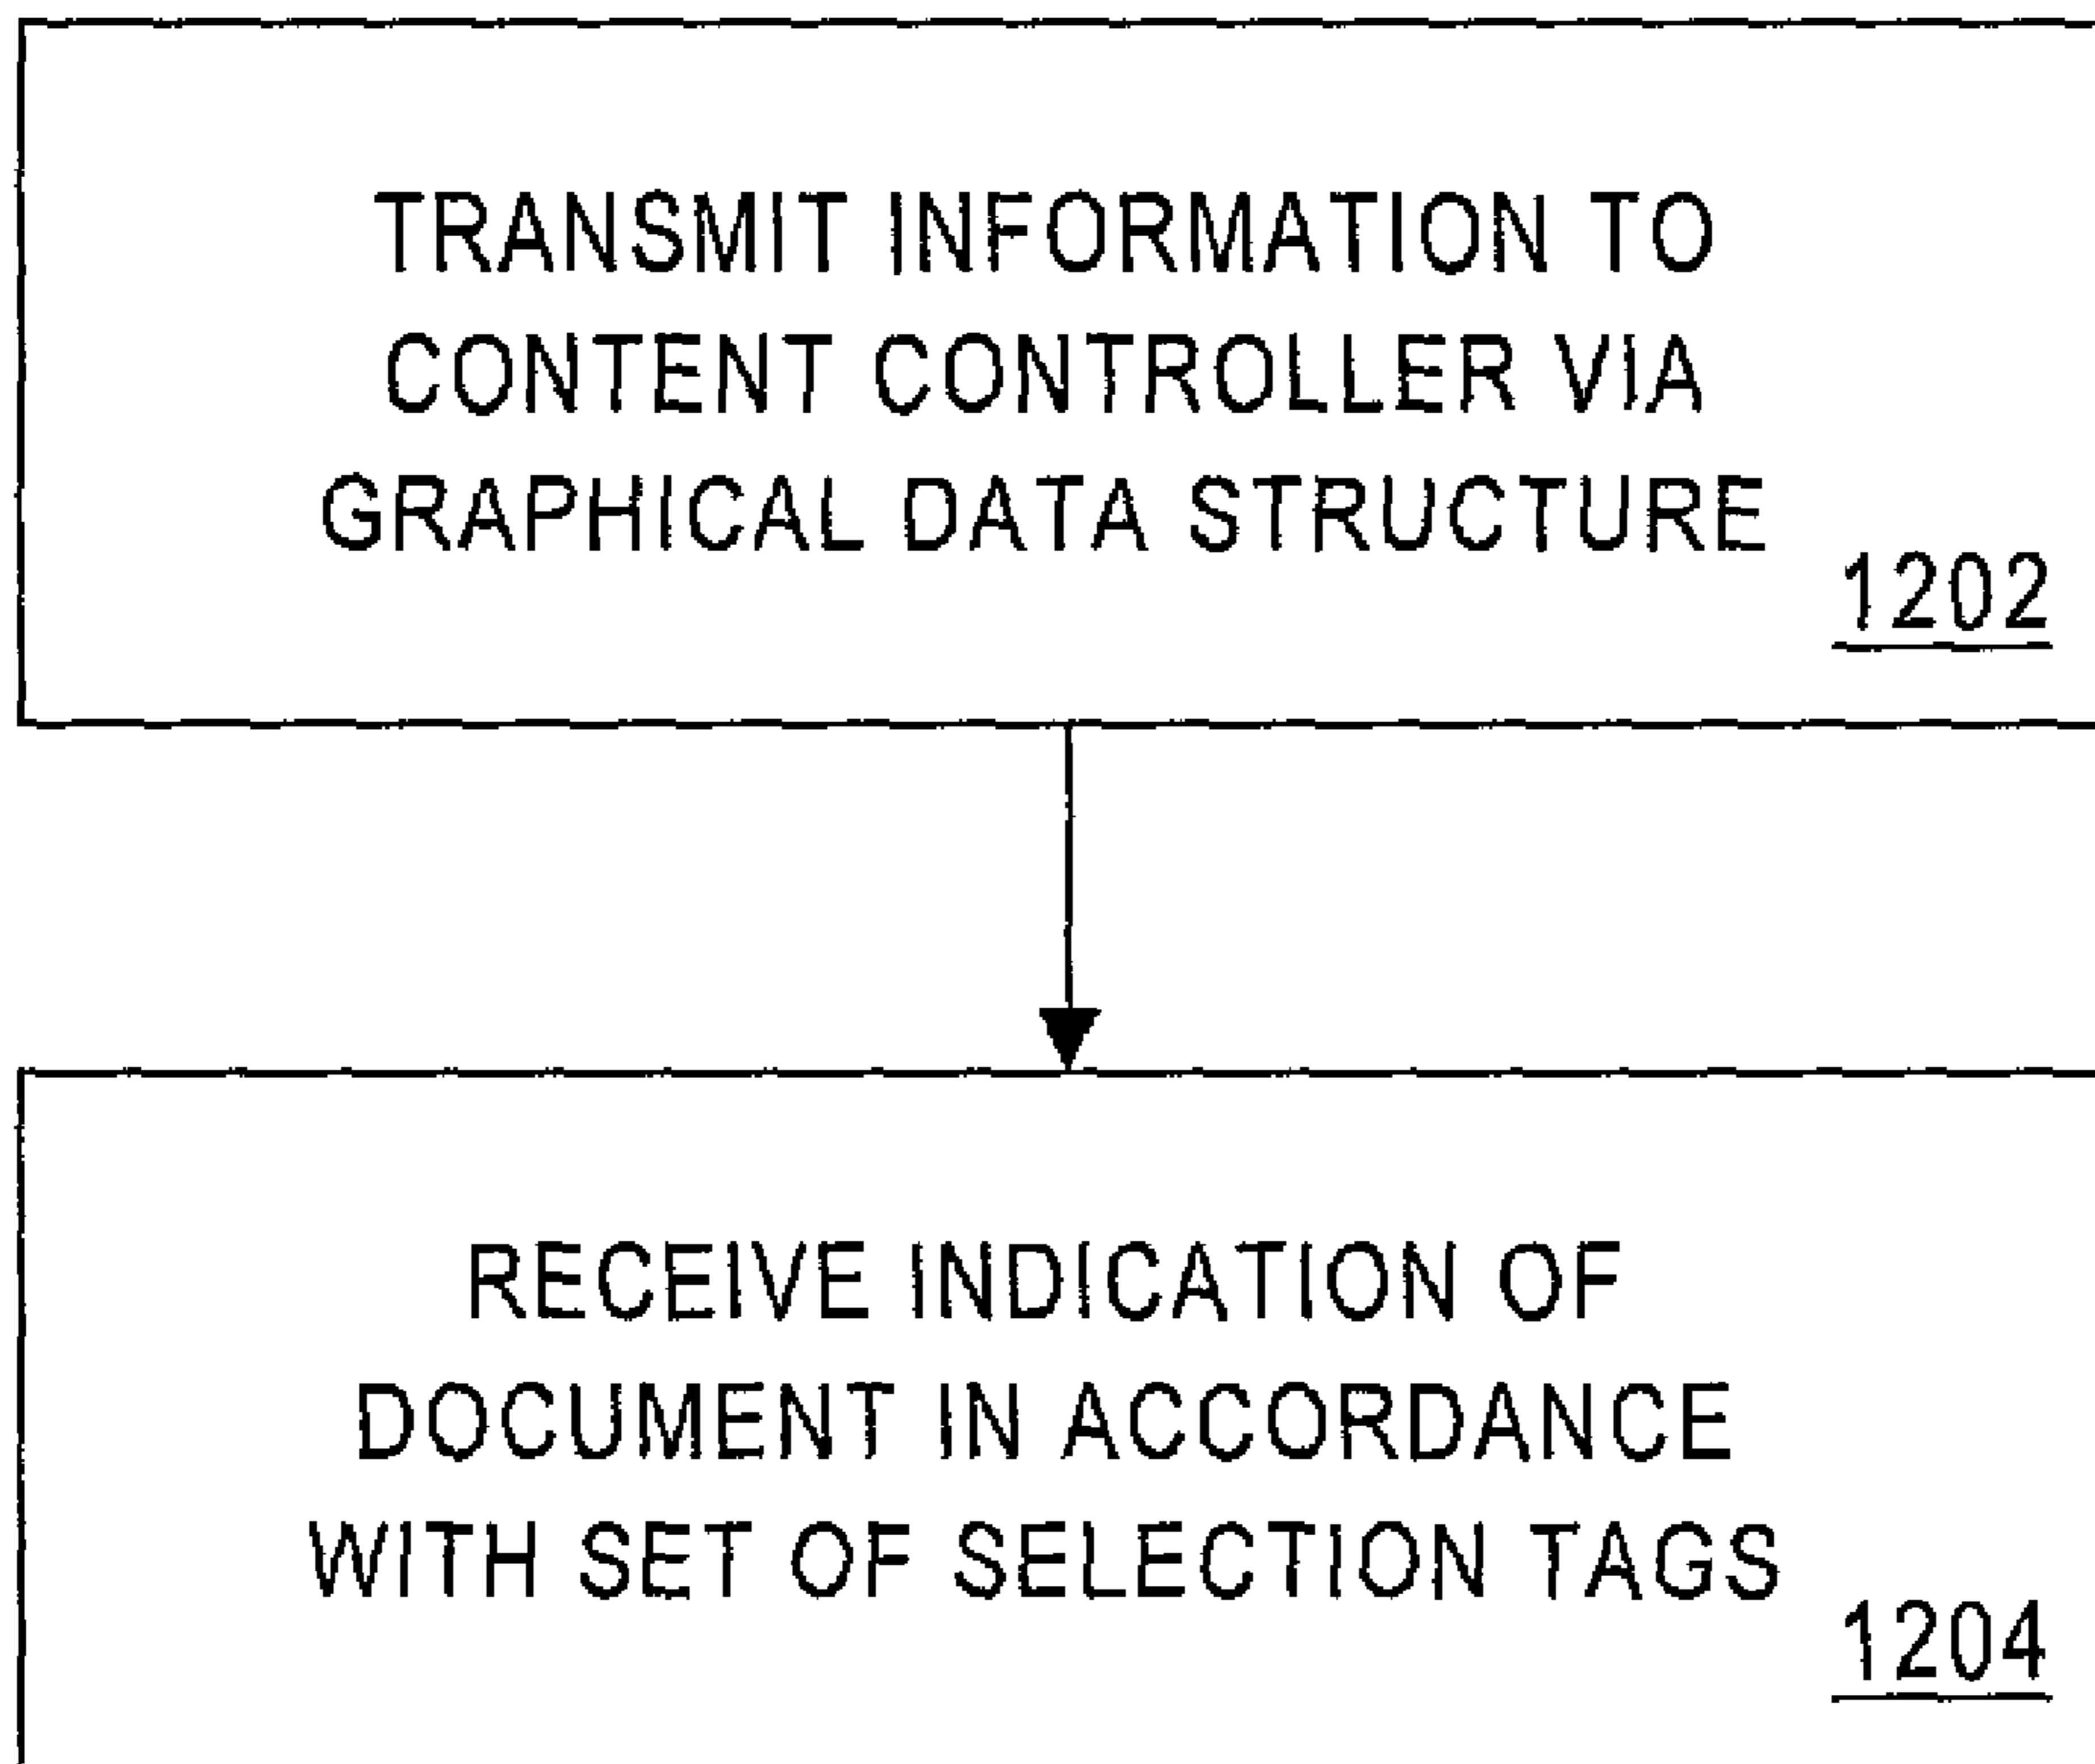 TRANSMIT INFORMATION TO
CONTENT CONTROLLER VIA
GRAPHICAL DATA STRUCTURE
1202
RECEIVE INDICATION OF
DOCUMENT IN ACCORDANCE
WITH SET OF SELECTION TAGS
1204